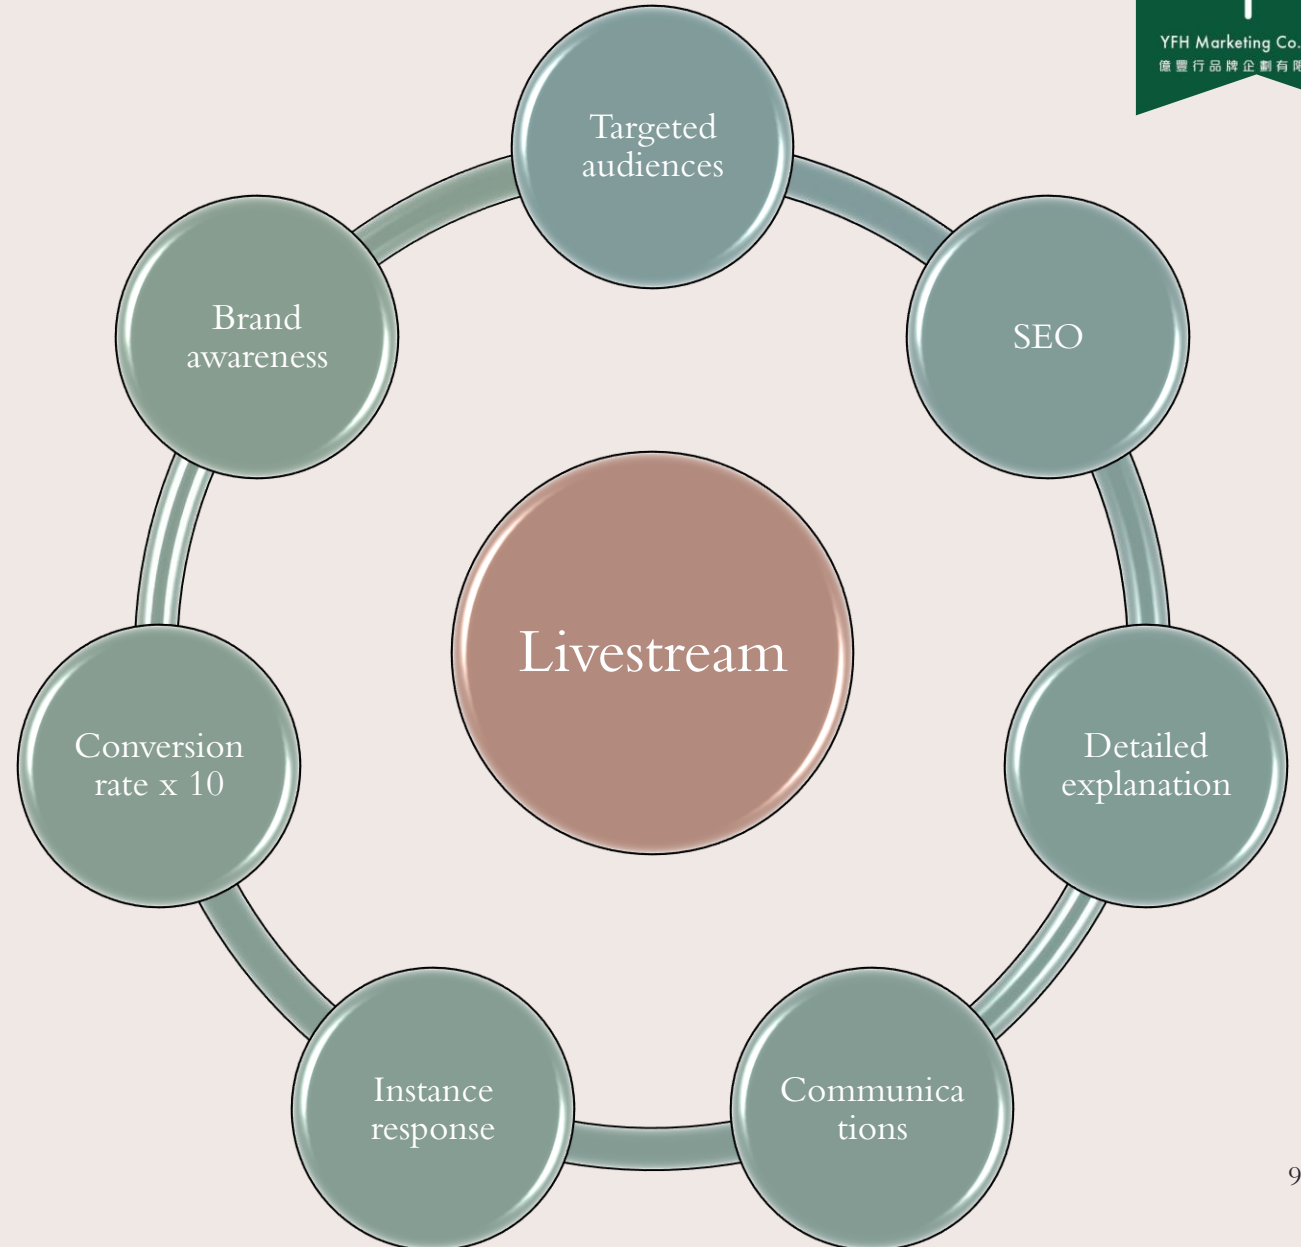 YFH Marketing Co.
億豐行品牌企劃有限
Targeted
audiences
SEO
Detailed
explanation
Communica
tions
Instance
response
Conversion
rate x 10
Brand
awareness
Livestream
9